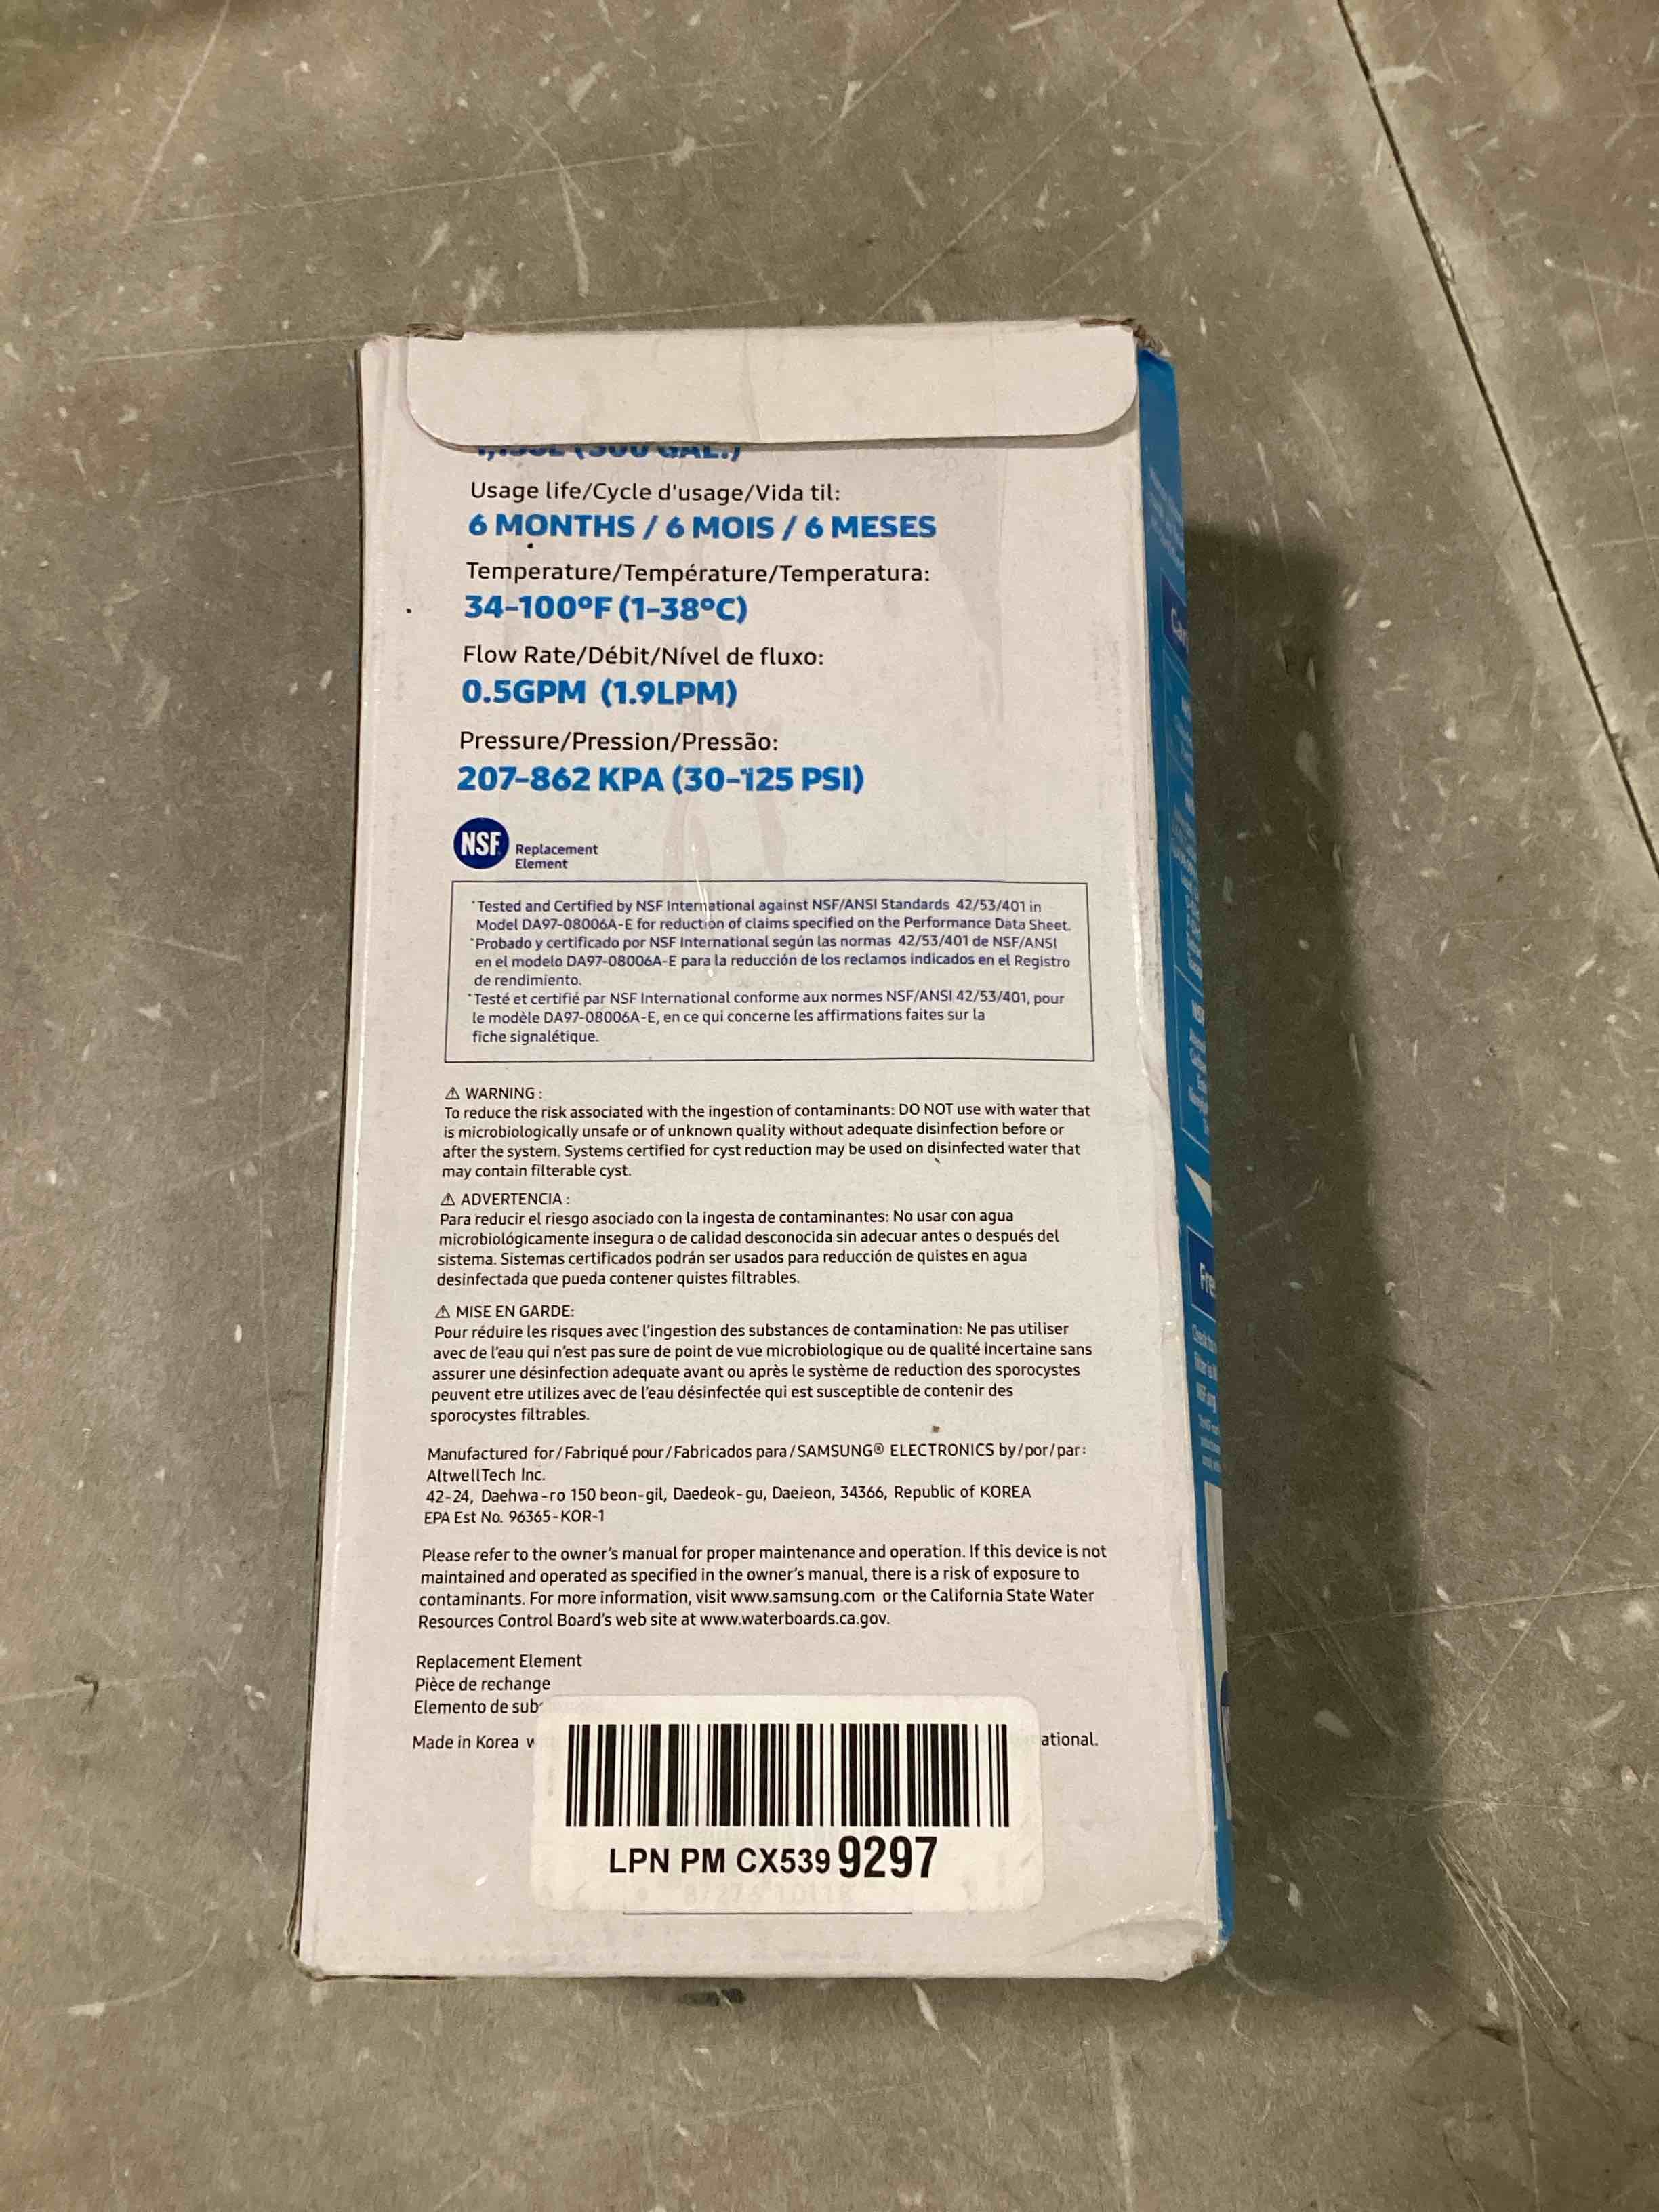 (300 GAL.)
Usage life/Cycle d'usage/Vida til:
6 MONTHS / 6 MOIS / 6 MESES
Temperature/Température/Temperatura:
34-100°F (1-38°C)
Flow Rate/Débit/Nível de fluxo:
0.5GPM (1.9LPM)
Pressure/Pression/Pressão:
207-862 KPA (30-125 PSI)
NSF Replacement
Element
*Tested and Certified by NSF International against NSF/ANSI Standards 42/53/401 in
Model DA97-08006A-E for reduction of claims specified on the Performance Data Sheet.
*Probado y certificado por NSF International según las normas 42/53/401 de NSF/ANSI
en el modelo DA97-08006A-E para la reducción de los reclamos indicados en el Registro
de rendimiento.
*Testé et certifié par NSF International conforme aux normes NSF/ANSI 42/53/401, pour
le modèle DA97-08006A-E, en ce qui concerne les affirmations faites sur la
fiche signalétique.
⚠ WARNING :
To reduce the risk associated with the ingestion of contaminants: DO NOT use with water that
is microbiologically unsafe or of unknown quality without adequate disinfection before or
after the system. Systems certified for cyst reduction may be used on disinfected water that
may contain filterable cyst.
⚠ ADVERTENCIA :
Para reducir el riesgo asociado con la ingesta de contaminantes: No usar con agua
microbiológicamente insegura o de calidad desconocida sin adecuar antes o después del
sistema. Sistemas certificados podrán ser usados para reducción de quistes en agua
desinfectada que pueda contener quistes filtrables.
⚠ MISE EN GARDE:
Pour réduire les risques avec l'ingestion des substances de contamination: Ne pas utiliser
avec de l'eau qui n'est pas sure de point de vue microbiologique ou de qualité incertaine sans
assurer une désinfection adequate avant ou après le système de reduction des sporocystes
peuvent etre utilizes avec de l'eau désinfectée qui est susceptible de contenir des
sporocystes filtrables.
Manufactured for/Fabriqué pour/Fabricados para/SAMSUNG® ELECTRONICS by/por/par:
AltwellTech Inc.
42-24, Daehwa-ro 150 beon-gil, Daedeok-gu, Daejeon, 34366, Republic of KOREA
EPA Est No. 96365-KOR-1
Please refer to the owner's manual for proper maintenance and operation. If this device is not
maintained and operated as specified in the owner's manual, there is a risk of exposure to
contaminants. For more information, visit www.samsung.com or the California State Water
Resources Control Board's web site at www.waterboards.ca.gov.
Replacement Element
Pièce de rechange
Elemento de sub
Made in Korea w ational.
LPN PM CX539 9297